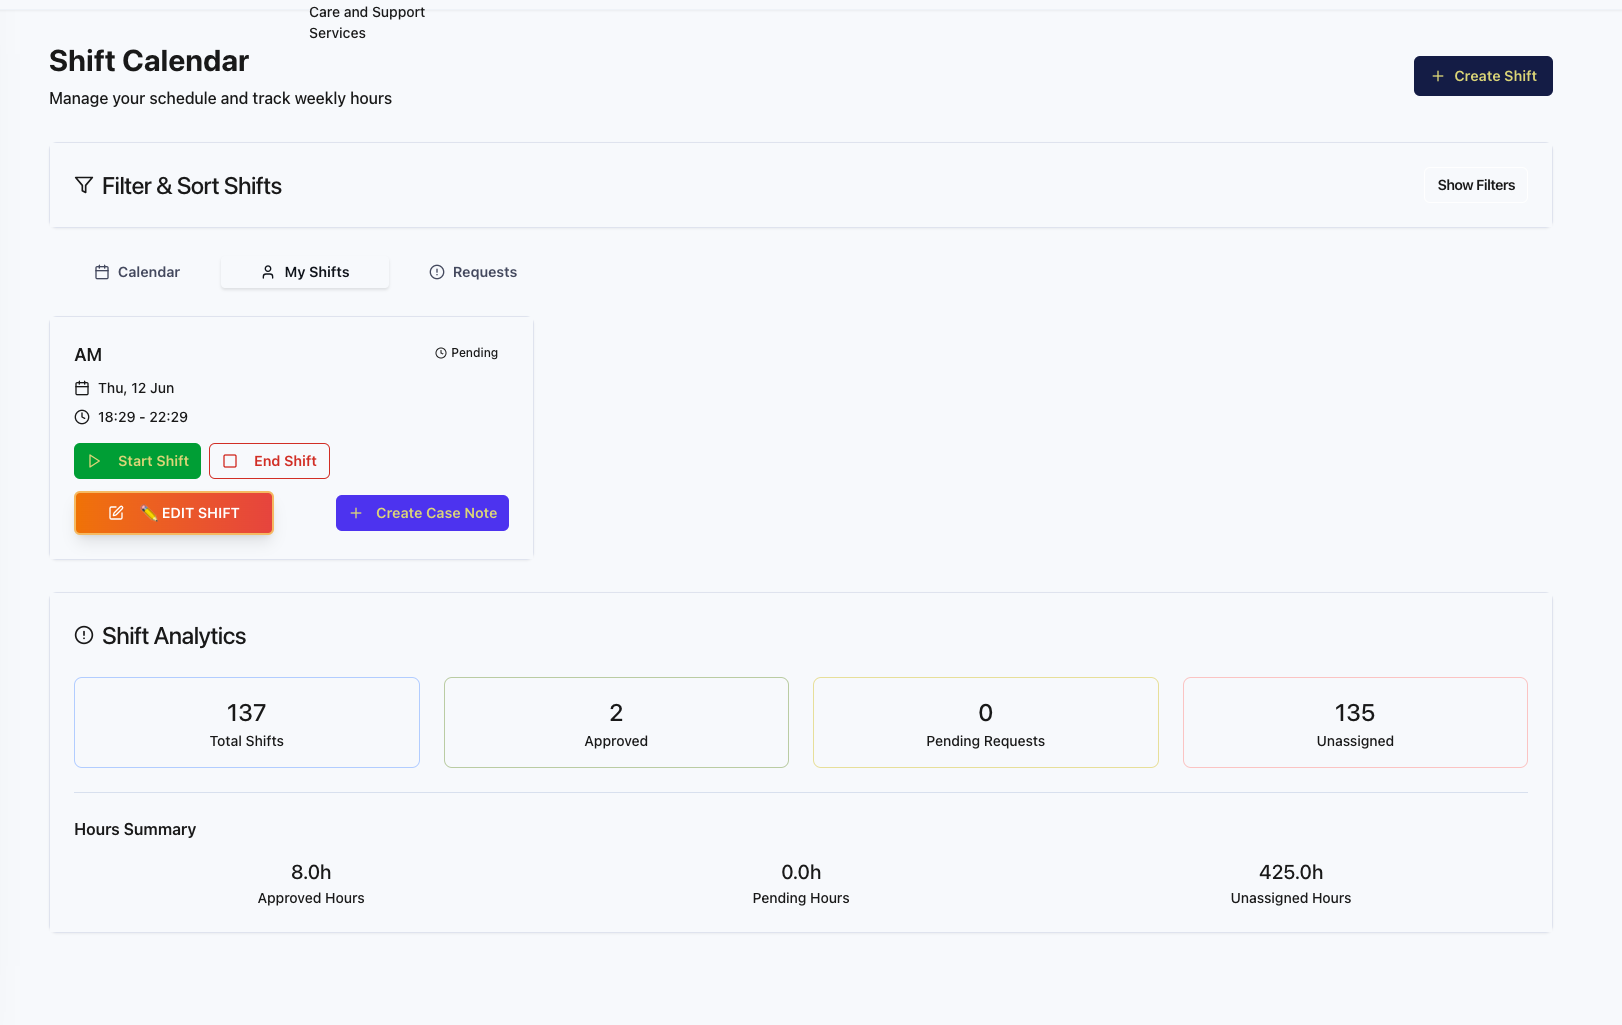 Care and Support
Services
Shift Calendar
Manage your schedule and track weekly hours
Create Shift
Filter & Sort Shifts
Show Filters
Calendar
My Shifts
Requests
AM
Pending
Thu, 12 Jun
18:29 - 22:29
Start Shift
End Shift
✏️ EDIT SHIFT
Create Case Note
Shift Analytics
137
Total Shifts
2
Approved
0
Pending Requests
135
Unassigned
Hours Summary
8.0h
Approved Hours
0.0h
Pending Hours
425.0h
Unassigned Hours